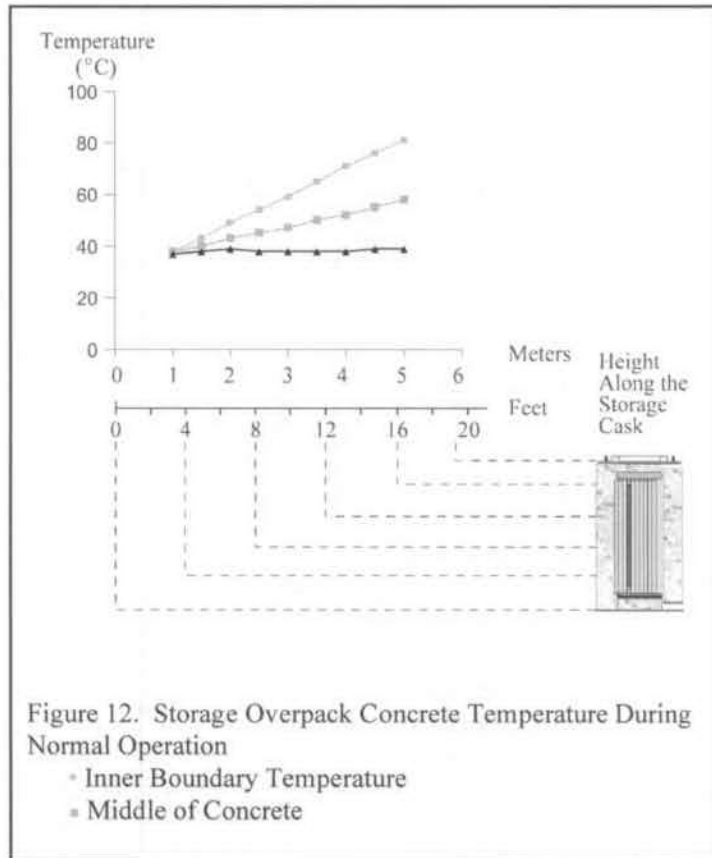 Temperature
(°C)
100
80
60
40
20
0
0 1 2 3 4 5 6
Meters
Feet
0 4 8 12 16 20
Height
Along the
Storage
Cask
Figure 12. Storage Overpack Concrete Temperature During
Normal Operation
Inner Boundary Temperature
Middle of Concrete